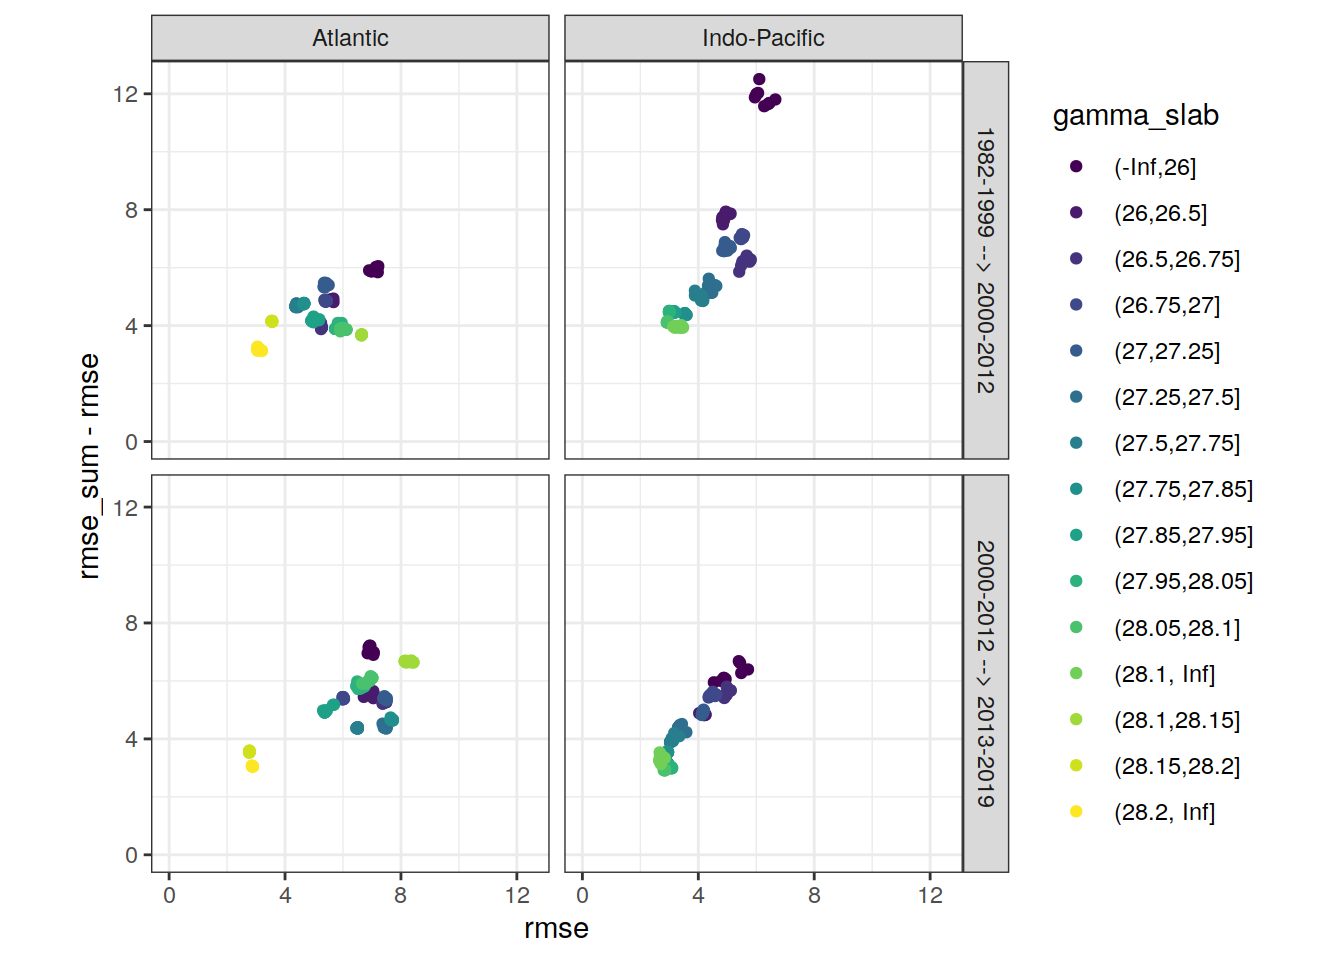 Atlantic
Indo-Pacific
12
8
4
0
1982-1999 --> 2000-2012
12
8
4
0
2000-2012 --> 2013-2019
0
4
8
12
0
4
8
12
rmse
rmse_sum - rmse
gamma_slab
(-Inf,26]
(26,26.5]
(26.5,26.75]
(26.75,27]
(27,27.25]
(27.25,27.5]
(27.5,27.75]
(27.75,27.85]
(27.85,27.95]
(27.95,28.05]
(28.05,28.1]
(28.1, Inf]
(28.1,28.15]
(28.15,28.2]
(28.2, Inf]